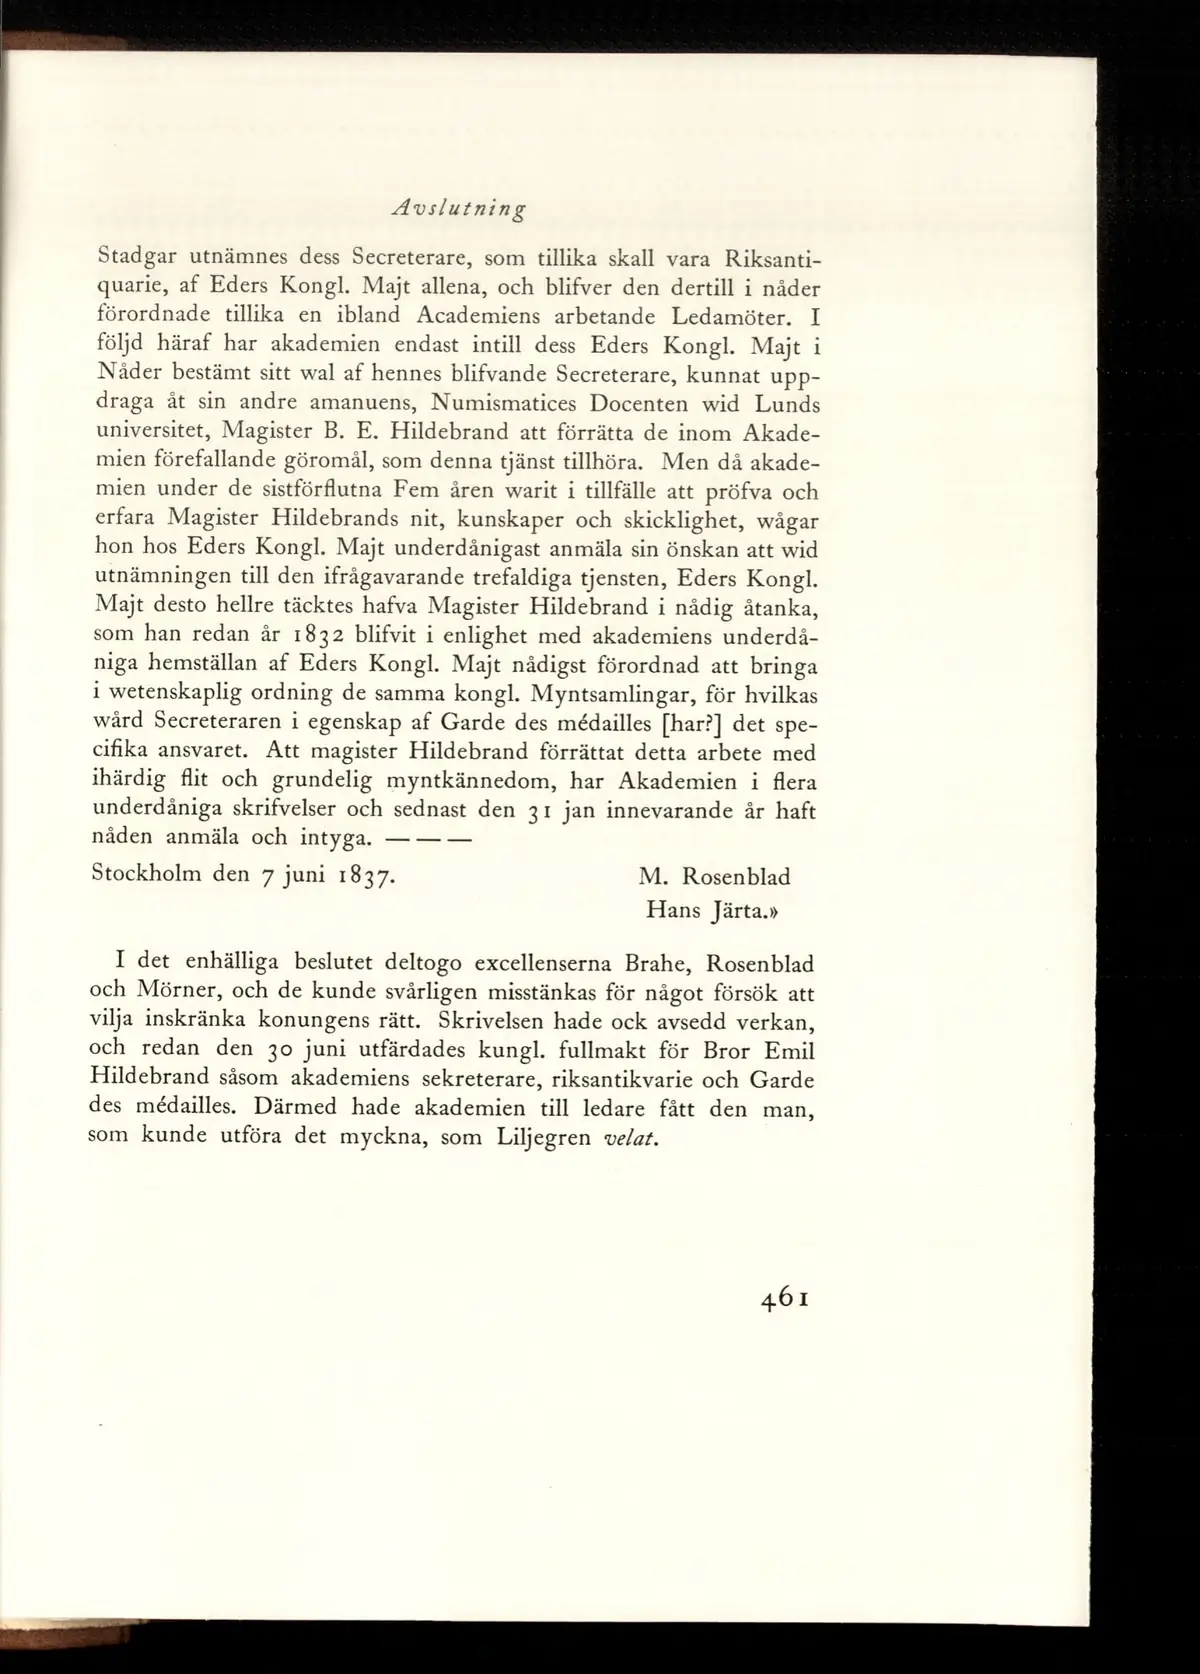 Avslutning
Stadgar utnämnes dess Secreterare, som tillika skall vara Riksanti-
quarie, af Eders Kongl. Majt allena, och blifver den dertill i nåder
förordnade tillika en ibland Academiens arbetande Ledamöter. I
följd häraf har akademien endast intill dess Eders Kongl. Majt i
Nåder bestämt sitt wal af hennes blifvande Secreterare, kunnat upp-
draga åt sin andre amanuens, Numismatices Docenten wid Lunds
universitet, Magister B. E. Hildebrand att förrätta de inom Akade-
mien förefallande göromål, som denna tjänst tillhöra. Men då akade-
mien under de sistförflutna Fem åren warit i tillfälle att pröfva och
erfara Magister Hildebrands nit, kunskaper och skicklighet, wågar
hon hos Eders Kongl. Majt underdånigast anmäla sin önskan att wid
utnämningen till den ifrågavarande trefaldiga tjensten, Eders Kongl.
Majt desto hellre täcktes hafva Magister Hildebrand i nådig åtanka,
som han redan år 1832 blifvit i enlighet med akademiens underdå-
niga hemställan af Eders Kongl. Majt nådigst förordnad att bringa
i wetenskaplig ordning de samma kongl. Myntsamlingar, för hvilkas
wård Secreteraren i egenskap af Garde des médailles [har?] det spe-
cifika ansvaret. Att magister Hildebrand förrättat detta arbete med
ihärdig flit och grundelig myntkännedom, har Akademien i flera
underdåniga skrifvelser och sednast den 31 jan innevarande år haft
nåden anmäla och intyga. — — —
Stockholm den 7 juni 1837. M. Rosenblad
Hans Järta.»
I det enhälliga beslutet deltogo excellenserna Brahe, Rosenblad
och Mörner, och de kunde svårligen misstänkas för något försök att
vilja inskränka konungens rätt. Skrivelsen hade ock avsedd verkan,
och redan den 30 juni utfärdades kungl. fullmakt för Bror Emil
Hildebrand såsom akademiens sekreterare, riksantikvarie och Garde
des médailles. Därmed hade akademien till ledare fått den man,
som kunde utföra det myckna, som Liljegren velat.
461